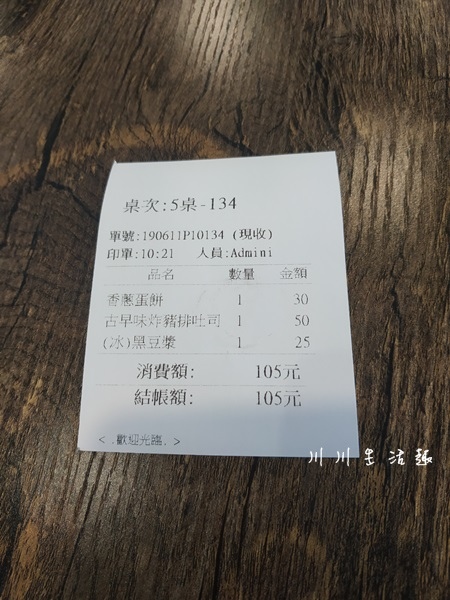 桌次:5桌-134
單號:190611P10134 (現收)
印單:10:21 人員:Admini
品名 數量 金額
香蔥蛋餅 1 30
古早味炸豬排吐司 1 50
(冰)黑豆漿 1 25
消費額: 105元
結帳額: 105元
< .歡迎光臨. >
川川生活趣